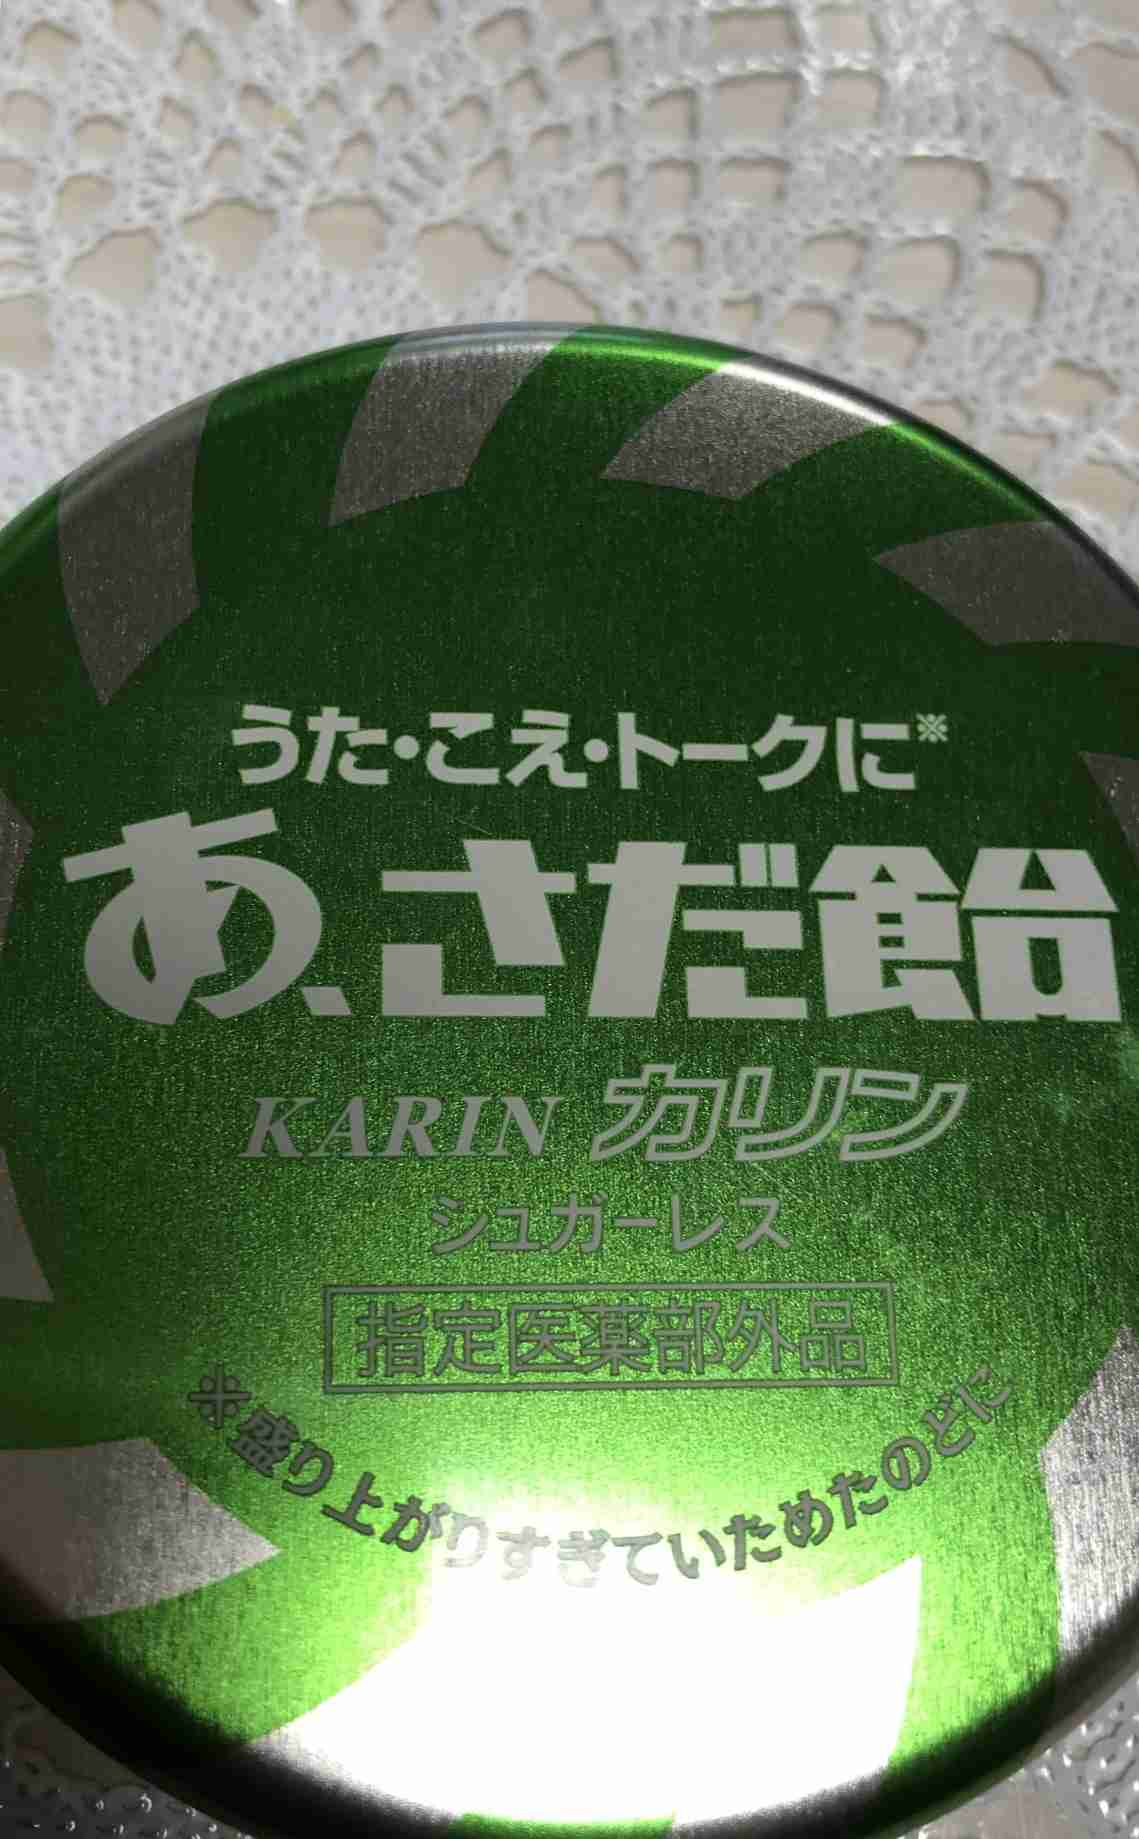 うた・こえ・トークに※
あさだ飴
KARIN カリン
シュガーレス
指定医薬部外品
※盛り上がりすぎていためたのどに